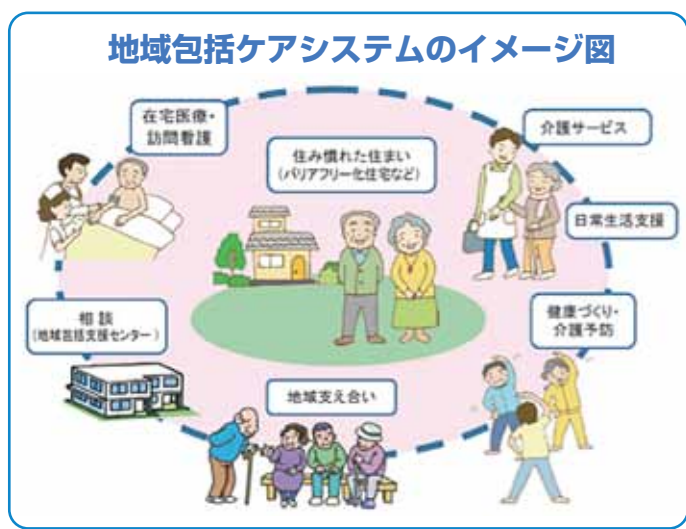 地域包括ケアシステムのイメージ図
在宅医療・
訪問看護
介護サービス
住み慣れた住まい
(バリアフリー化住宅など)
日常生活支援
相談
(地域包括支援センター)
健康づくり・
介護予防
地域支え合い